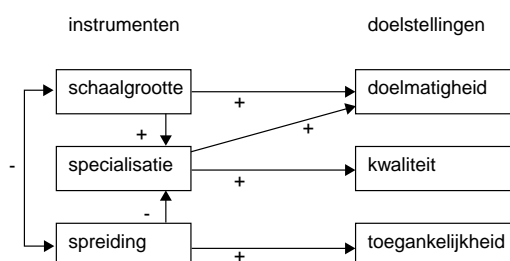 instrumenten doelstellingen
schaalgrootte doelmatigheid
+
+ +
specialisatie kwaliteit
- +
-
spreiding toegankelijkheid
+